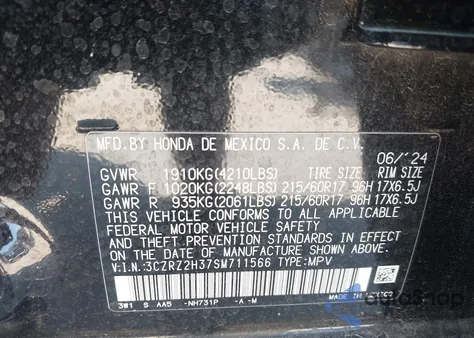 MFD.BY HONDA DE MEXICO S.A. DE C.V.
06/'24
GVWR 1910KG(4210LBS) TIRE SIZE RIM SIZE
GAWR F 1020KG(2248LBS) 215/60R17 96H 17X6.5J
GAWR R 935KG(2061LBS) 215/60R17 96H 17X6.5J
THIS VEHICLE CONFORMS TO ALL APPLICABLE
FEDERAL MOTOR VEHICLE SAFETY
AND THEFT PREVENTION STANDARDS IN EFFECT
ON THE DATE OF MANUFACTURE SHOWN ABOVE.
V.I.N.:3CZRZ2H37SM711566 TYPE:MPV
3W1 S AA5 -NH731P -A -M
MEXICO
autoSnap